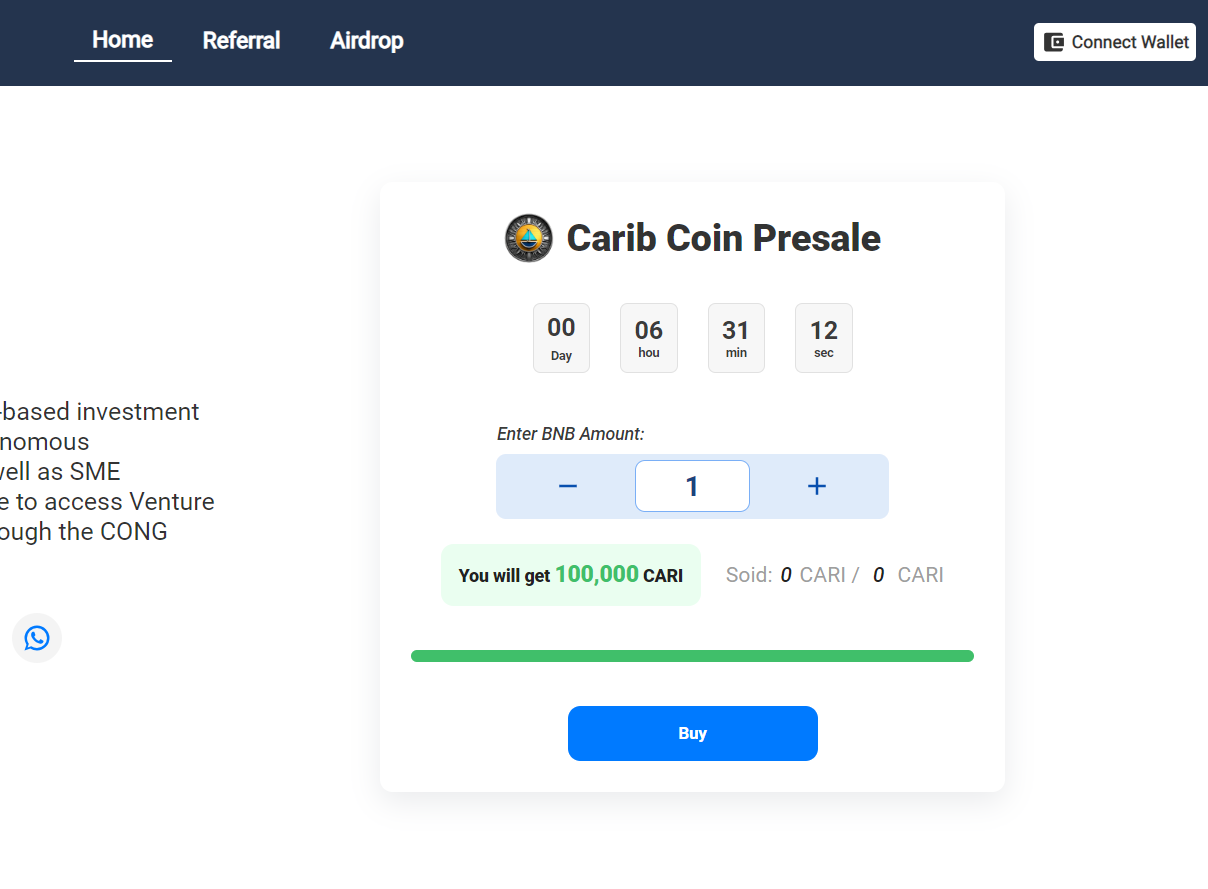 Home Referral Airdrop Connect Wallet
Carib Coin Presale
00 06 31 12
Day hou min sec
-based investment
nomous
well as SME
e to access Venture
ough the CONG
Enter BNB Amount:
− 1 +
You will get 100,000 CARI Soid: 0 CARI / 0 CARI
Buy